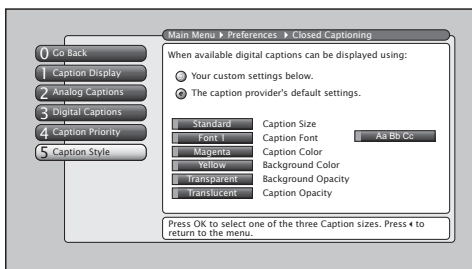 Main Menu ▶ Preferences ▶ Closed Captioning
0 Go Back
1 Caption Display
2 Analog Captions
3 Digital Captions
4 Caption Priority
5 Caption Style
When available digital captions can be displayed using:
Your custom settings below.
The caption provider's default settings.
Standard Caption Size
Font 1 Caption Font
Aa Bb Cc
Magenta Caption Color
Yellow Background Color
Transparent Background Opacity
Translucent Caption Opacity
Press OK to select one of the three Caption sizes. Press ◂ to
return to the menu.